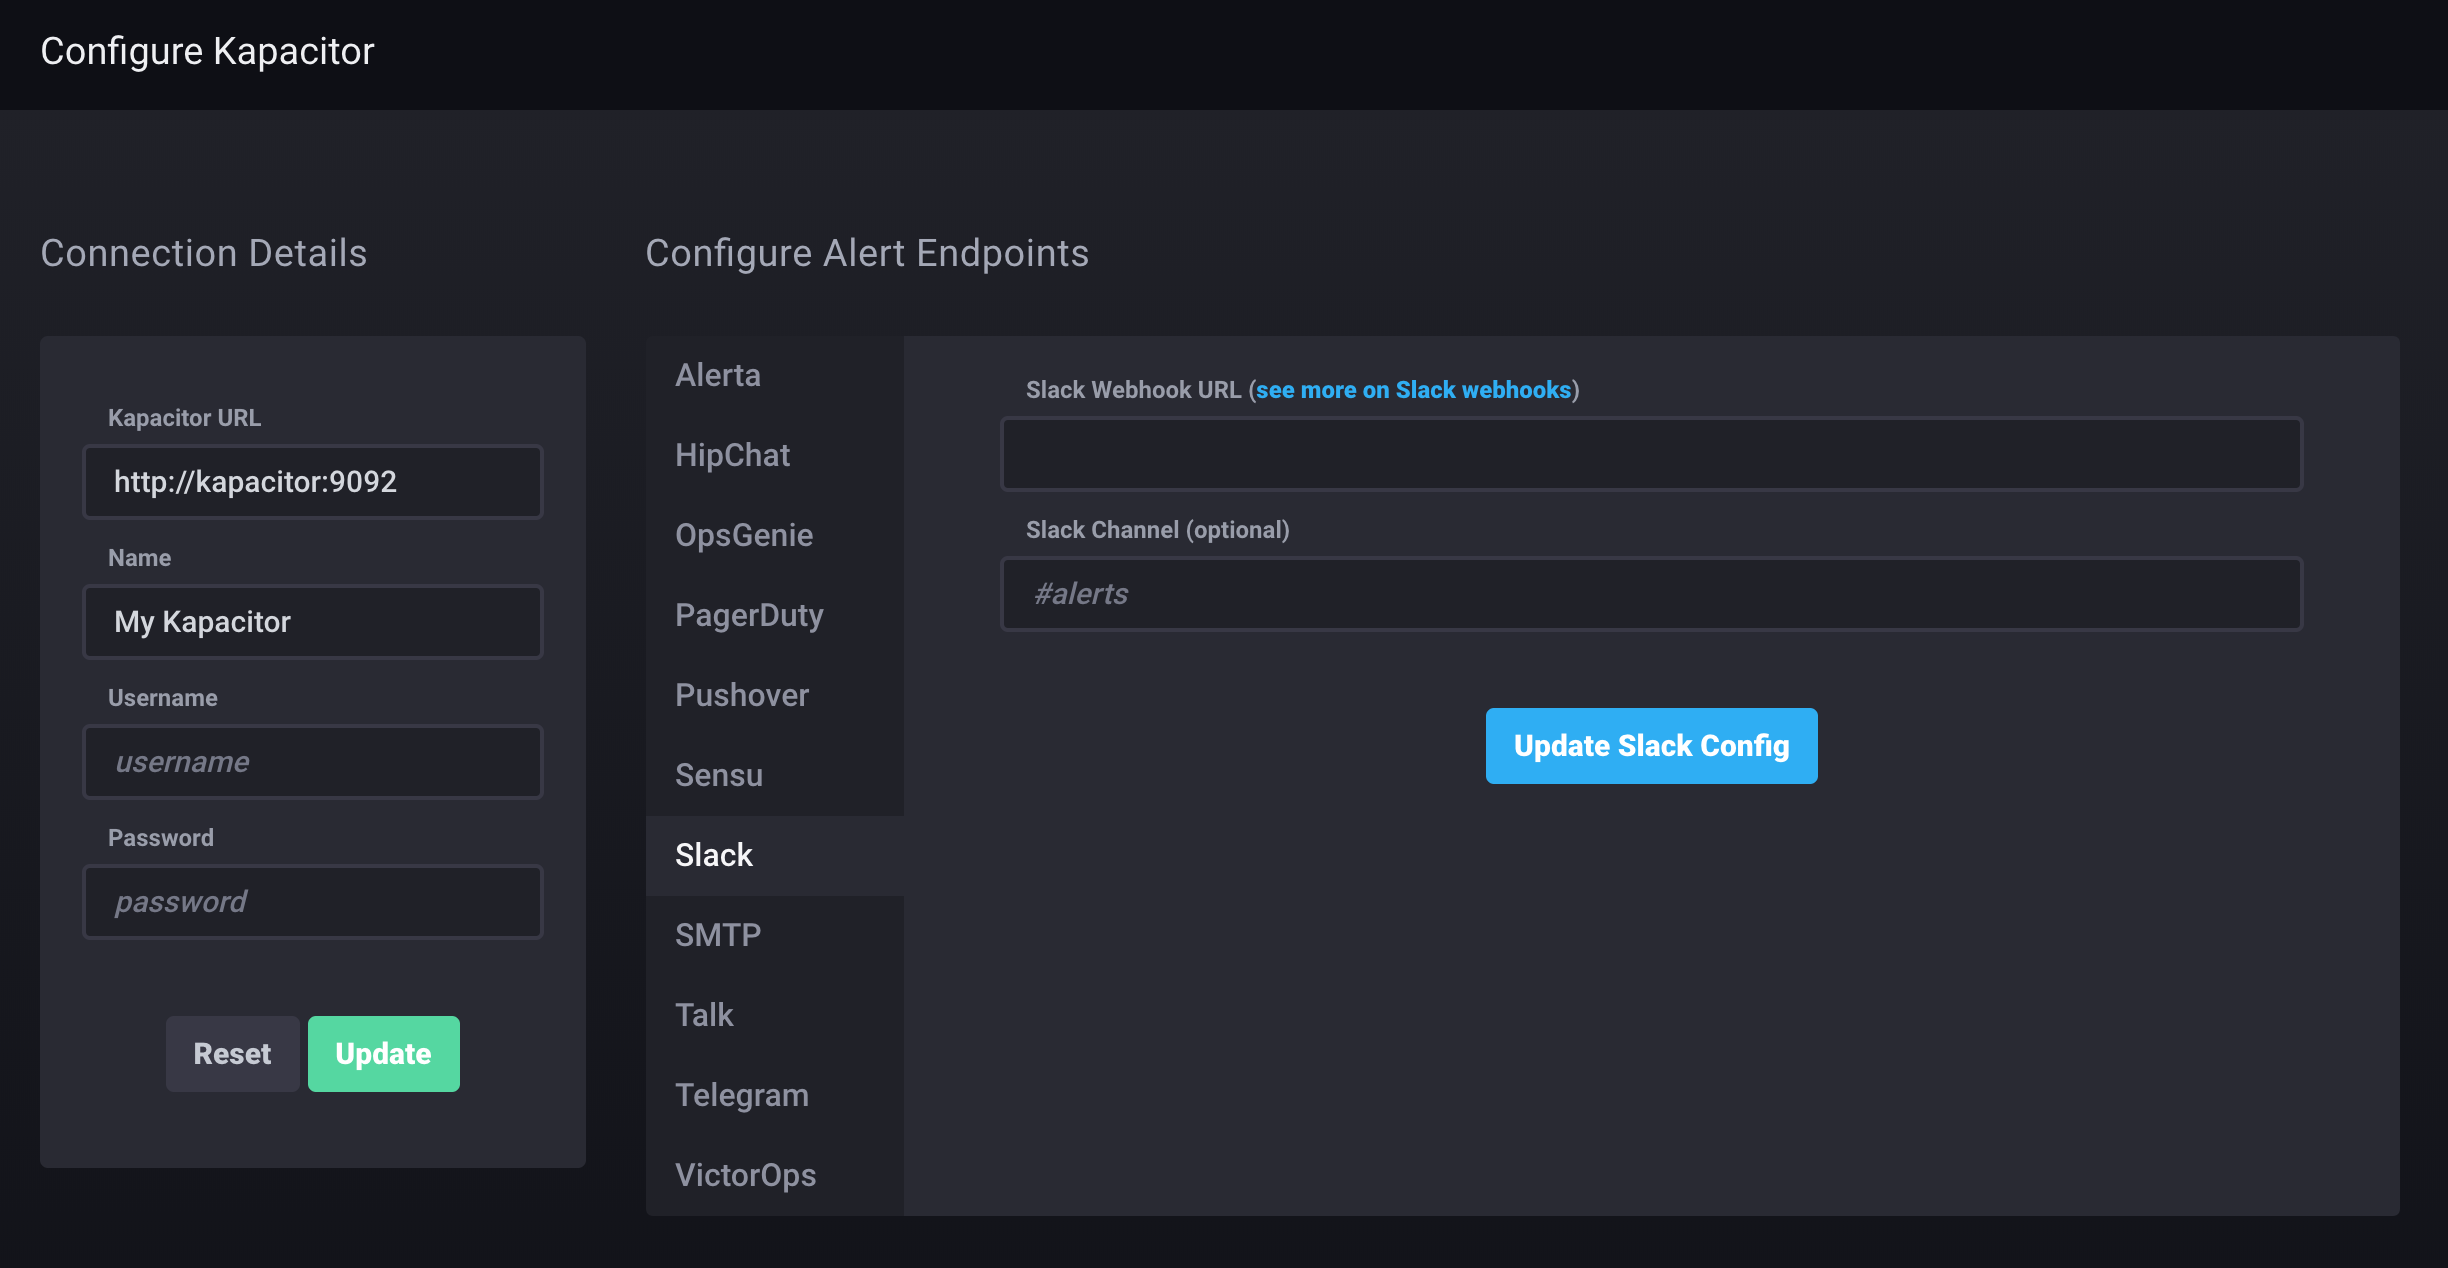 Configure Kapacitor
Connection Details
Kapacitor URL
http://kapacitor:9092
Name
My Kapacitor
Username
username
Password
password
Reset
Update
Configure Alert Endpoints
Alerta
HipChat
OpsGenie
PagerDuty
Pushover
Sensu
Slack
SMTP
Talk
Telegram
VictorOps
Slack Webhook URL (see more on Slack webhooks)
Slack Channel (optional)
#alerts
Update Slack Config